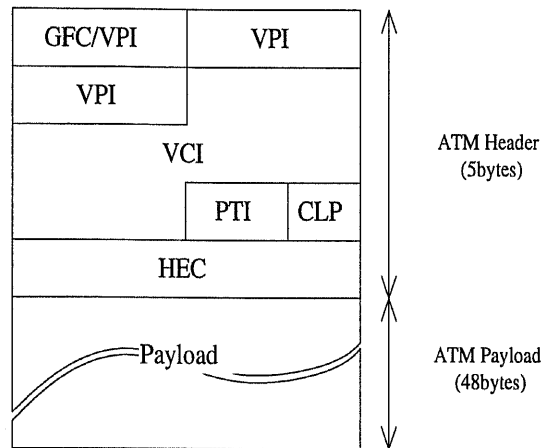 GFC/VPI
VPI
VPI
VCI
PTI
CLP
HEC
Payload
ATM Header
(5bytes)
ATM Payload
(48bytes)